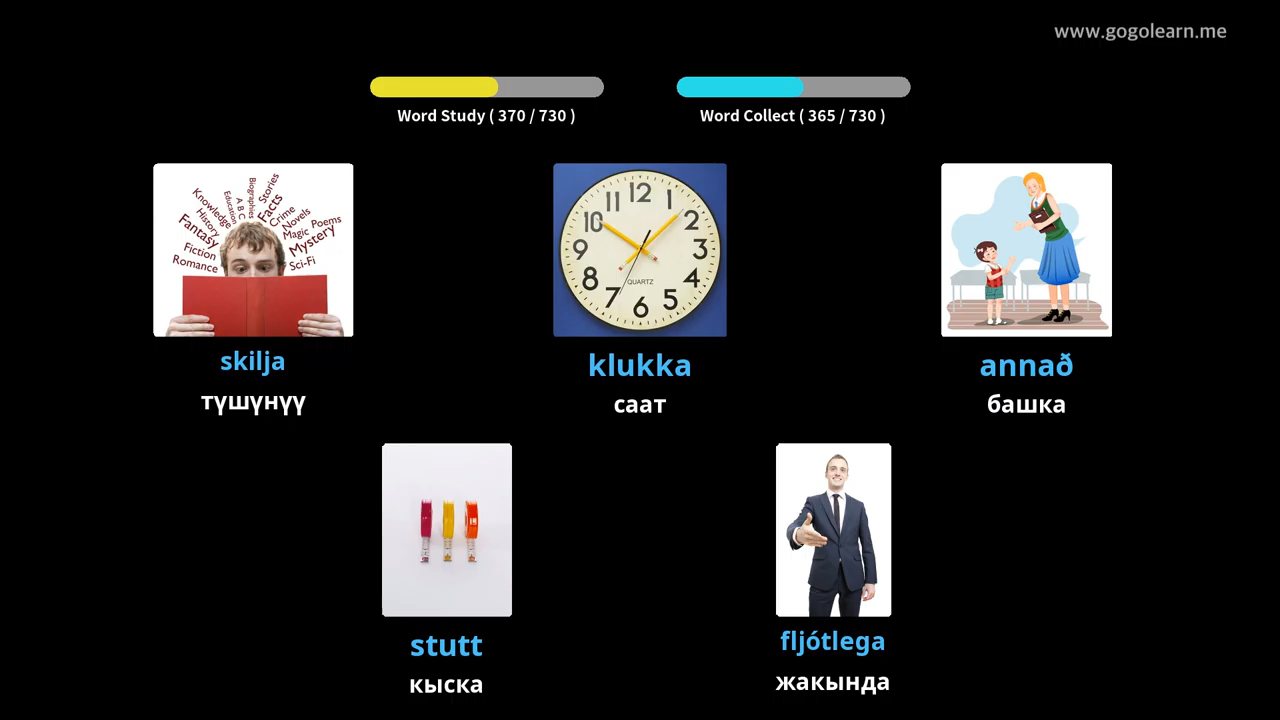 www.gogolearn.me
Word Study ( 370 / 730 )
Word Collect ( 365 / 730 )
Knowledge
History
Fantasy
Fiction
Romance
Education
A B C
Biographies
Stories
Facts
Crime
Novels
Magic
Poems
Mystery
Sci-Fi
12
1
2
3
4
5
6
7
8
9
10
11
QUARTZ
skilja
түшүнүү
klukka
саат
annað
башка
stutt
кыска
fljótlega
жакында